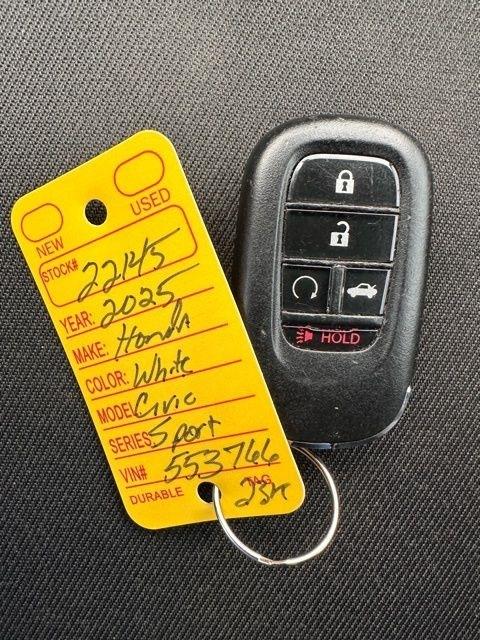 NEW
USED
STOCK# 22145
YEAR: 2025
MAKE: Honda
COLOR: White
MODEL Civic
SERIES Sport
VIN# 553766
DURABLE TAG
HOLD